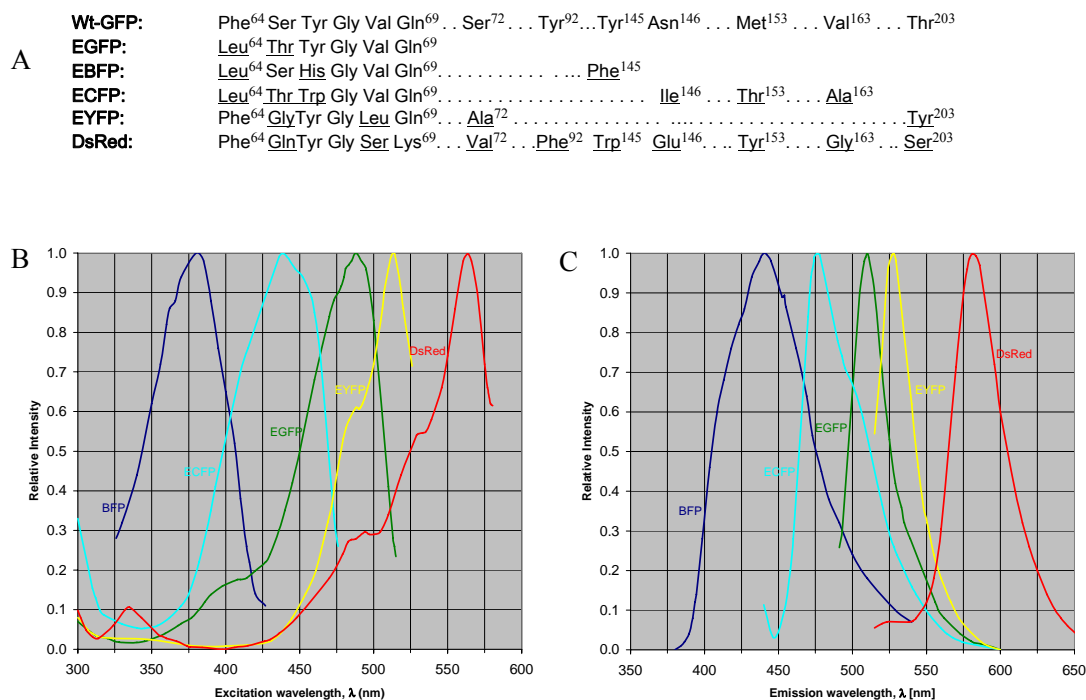 A
Wt-GFP: Phe64 Ser Tyr Gly Val Gln69 . . Ser72 . . . Tyr92 ...Tyr145 Asn146 . . . Met153 . . . Val163 . . Thr203
EGFP: Leu64 Thr Tyr Gly Val Gln69
EBFP: Leu64 Ser His Gly Val Gln69. . . . . . . . . . . . ... Phe145
ECFP: Leu64 Thr Trp Gly Val Gln69. . . . . . . . . . . . . . . . . . . . . Ile146 . . . Thr153. . . . Ala163
EYFP: Phe64 GlyTyr Gly Leu Gln69 . . Ala72 . . . . . . . . . . . . . . . .... . . . . . . . . . . . . . . . . . . . . . .Tyr203
DsRed: Phe64 GlnTyr Gly Ser Lys69. . . Val72 . . .Phe92 Trp145 Glu146. . .. Tyr153. . . . Gly163 . . .. Ser203
B
Relative Intensity
1.0
0.9
0.8
0.7
0.6
0.5
0.4
0.3
0.2
0.1
0.0
BFP
ECFP
EGFP
EYFP
DsRed
300 350 400 450 500 550 600
Excitation wavelength, λ (nm)
C
Relative Intensity
1.0
0.9
0.8
0.7
0.6
0.5
0.4
0.3
0.2
0.1
0.0
BFP
ECFP
EGFP
EYFP
DsRed
350 400 450 500 550 600 650
Emission wavelength, λ [nm]